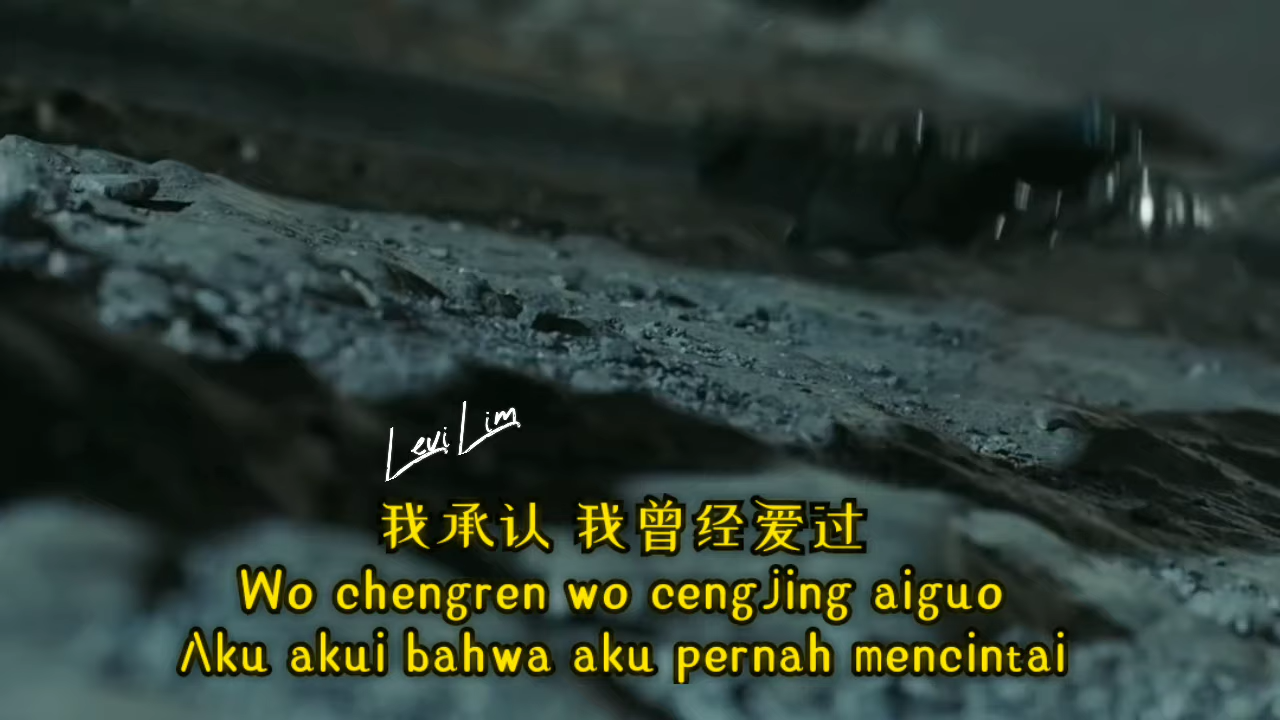 Levi Lim
我承认 我曾经爱过
Wo chengren wo cengjing aiguo
Aku akui bahwa aku pernah mencintai